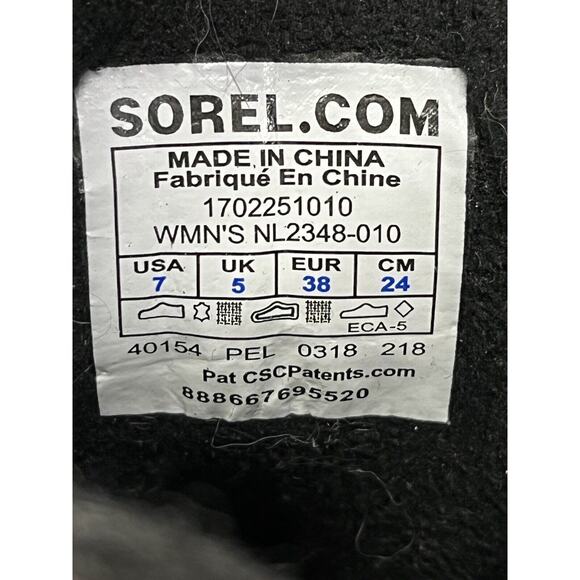 SOREL.COM
MADE IN CHINA
Fabriqué En Chine
1702251010
WMN'S NL2348-010
USA UK EUR CM
7 5 38 24
ECA-5
40154 PEL 0318 218
Pat CSCPatents.com
888667695520